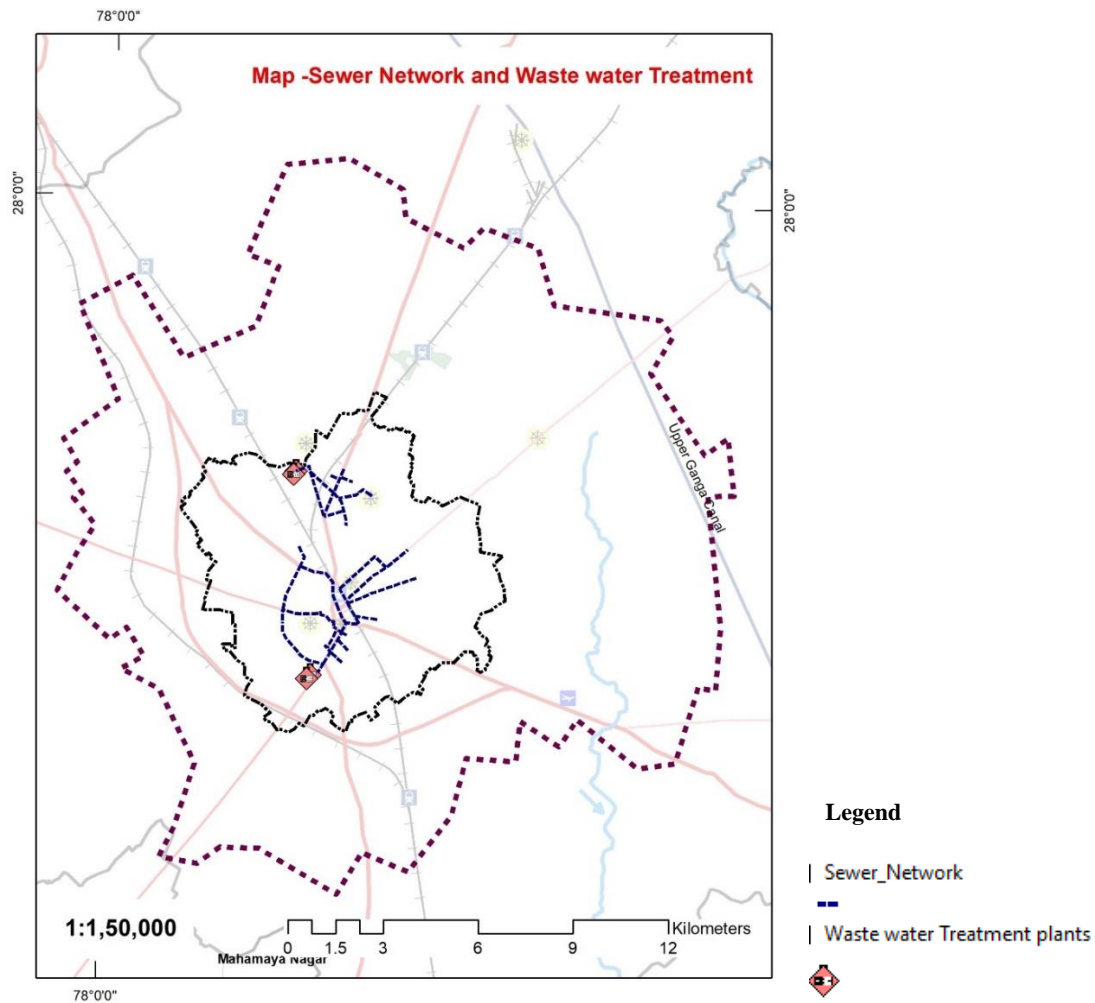 78°0'0"
Map -Sewer Network and Waste water Treatment
28°0'0"
28°0'0"
Upper Ganga Canal
Legend
| Sewer_Network
| Waste water Treatment plants
1:1,50,000
Kilometers
0 1.5 3 6 9 12
Mahamaya Nagar
78°0'0"